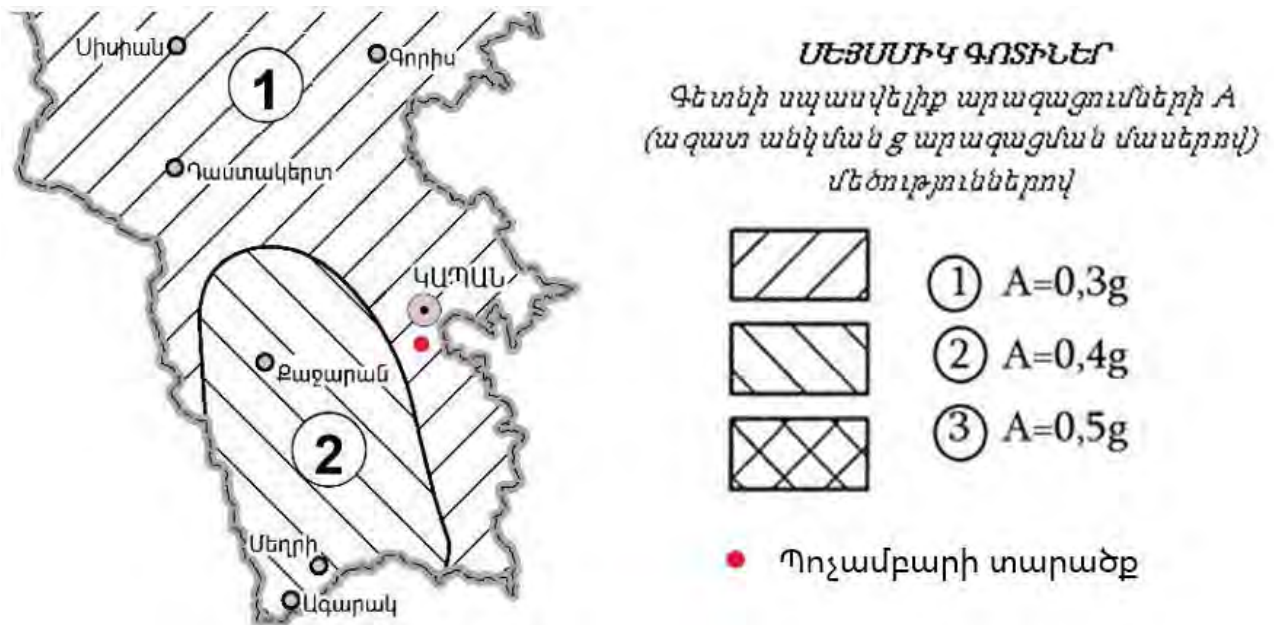 Սիսիան
Գորիս
1
Դաստակերտ
ԿԱՊԱՆ
Քաջարան
2
Մեղրի
Ագարակ
ՍԵՅՍՄԻԿ ԳՈՏԻՆԵՐ
Գետնի սպասվելիք արագացումների A
(ազատ անկման g արագացման մասերով)
մեծություններով
1 A=0,3g
2 A=0,4g
3 A=0,5g
Պոչամբարի տարածք